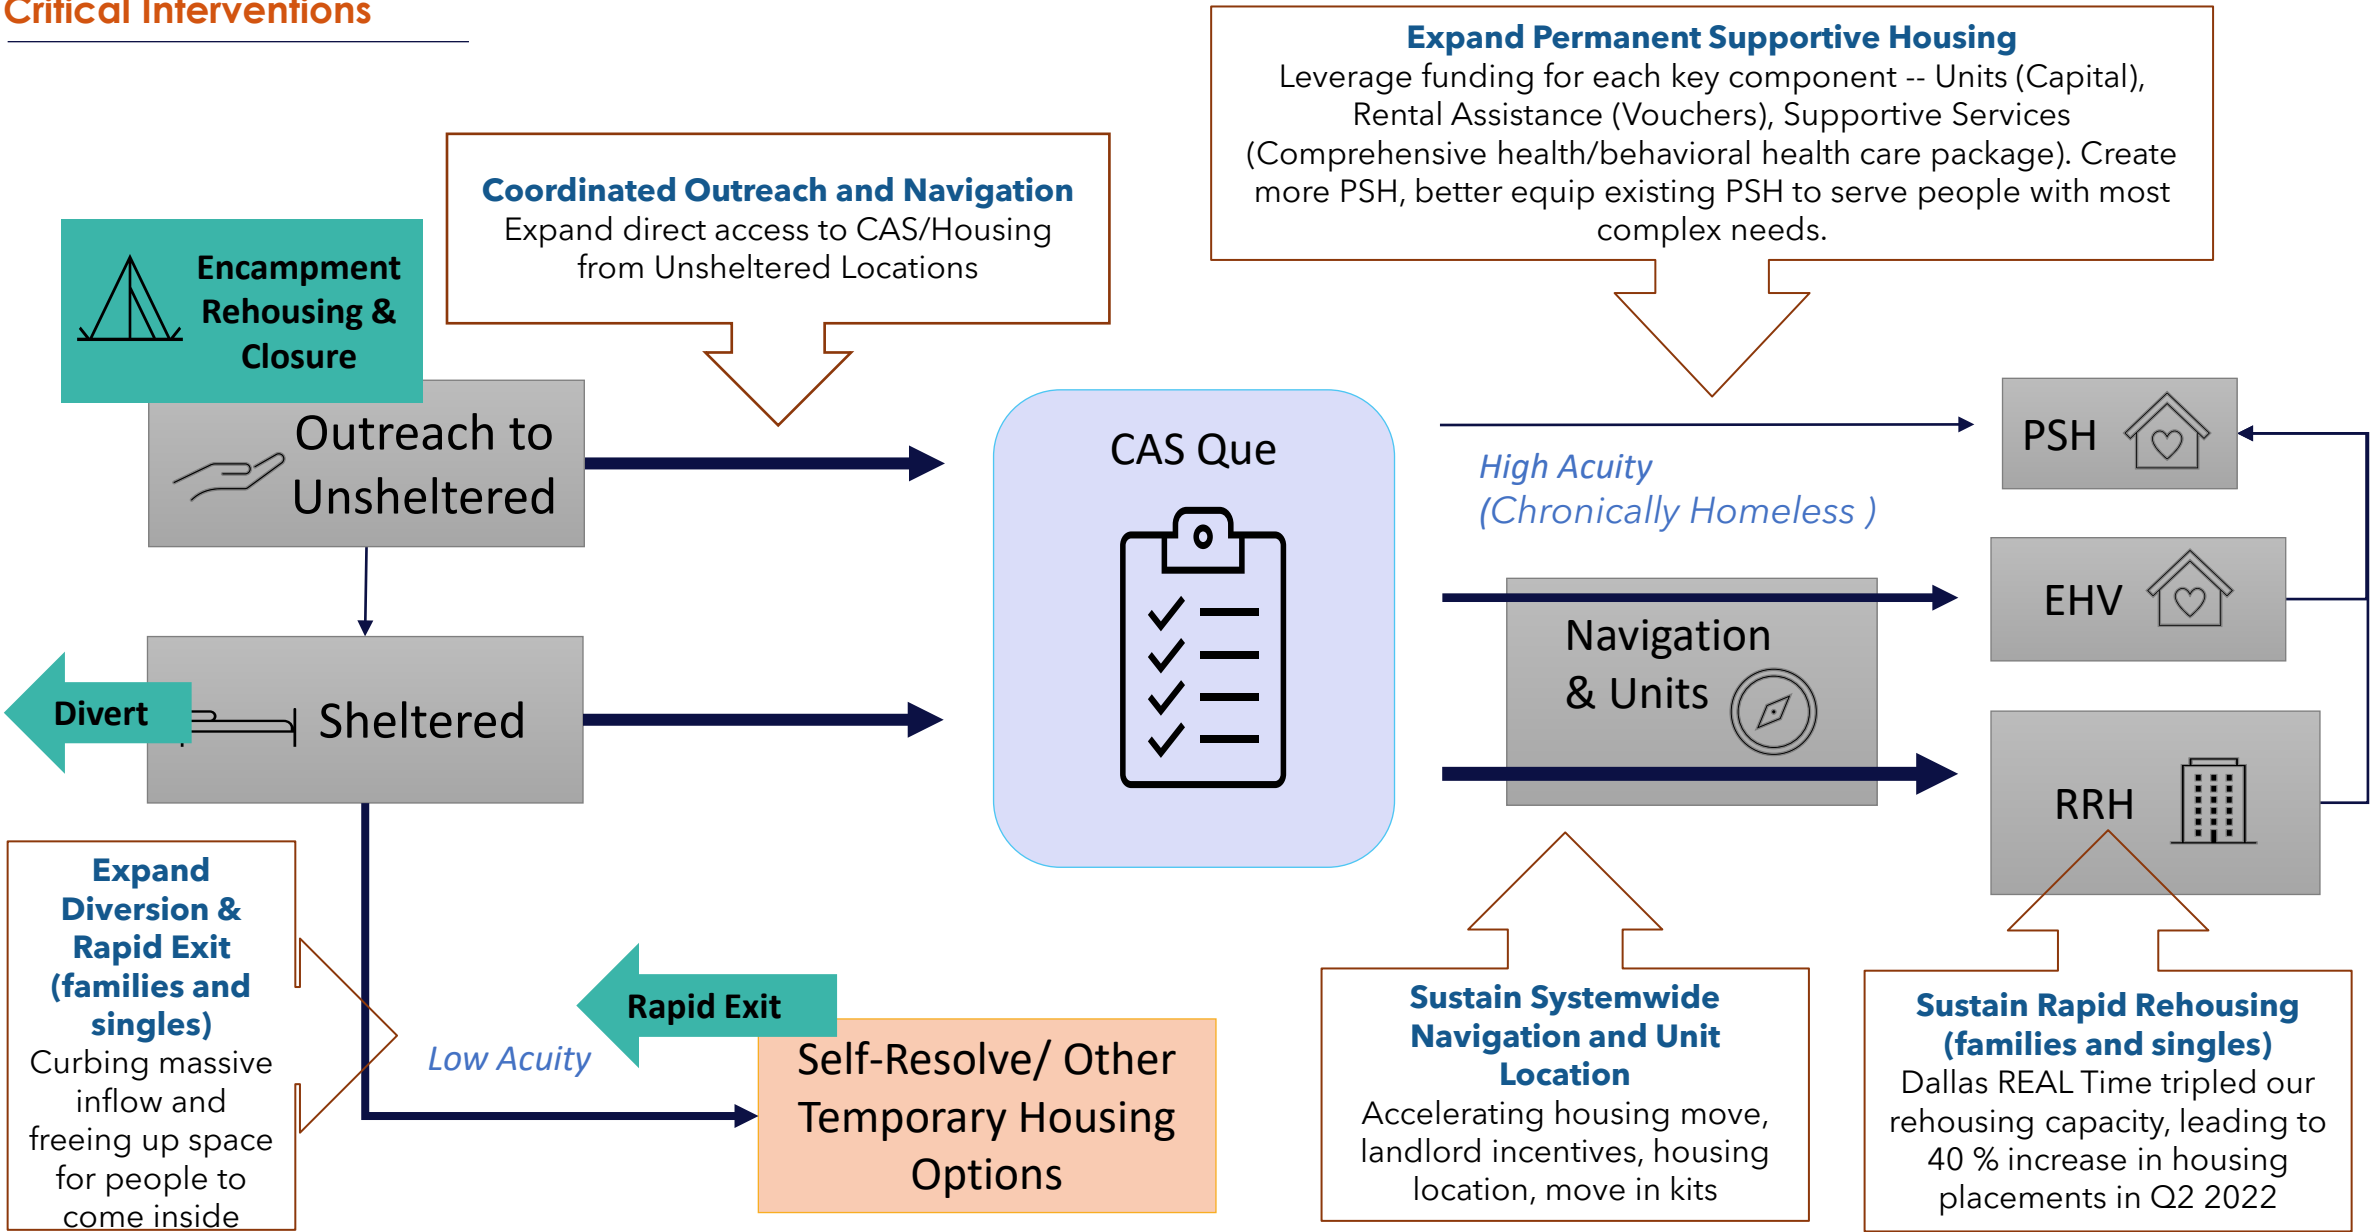 Critical Interventions
Expand Permanent Supportive Housing
Leverage funding for each key component -- Units (Capital),
Rental Assistance (Vouchers), Supportive Services
(Comprehensive health/behavioral health care package). Create
more PSH, better equip existing PSH to serve people with most
complex needs.
Coordinated Outreach and Navigation
Expand direct access to CAS/Housing
from Unsheltered Locations
Encampment
Rehousing &
Closure
Outreach to
Unsheltered
CAS Que
High Acuity
(Chronically Homeless )
PSH
EHV
Navigation
& Units
RRH
Divert
Sheltered
Expand
Diversion &
Rapid Exit
(families and
singles)
Curbing massive
inflow and
freeing up space
for people to
come inside
Low Acuity
Rapid Exit
Self-Resolve/ Other
Temporary Housing
Options
Sustain Systemwide
Navigation and Unit
Location
Accelerating housing move,
landlord incentives, housing
location, move in kits
Sustain Rapid Rehousing
(families and singles)
Dallas REAL Time tripled our
rehousing capacity, leading to
40 % increase in housing
placements in Q2 2022